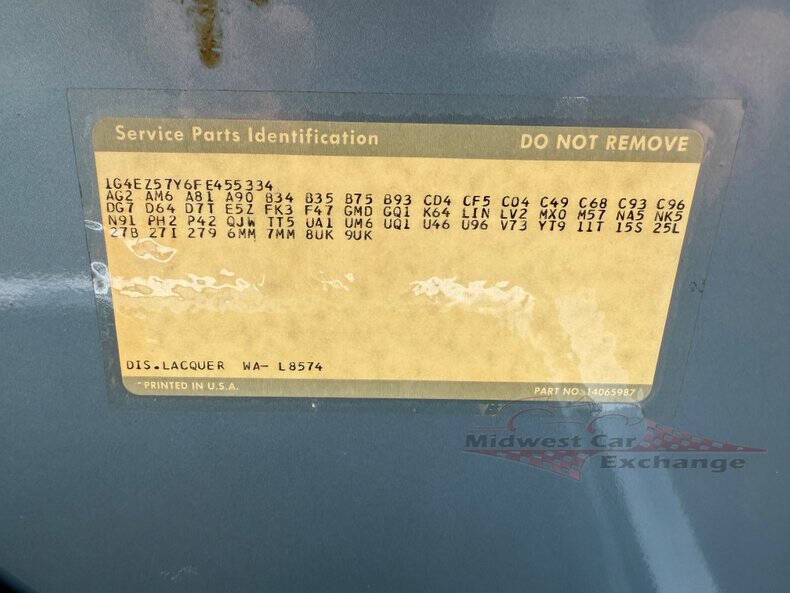 Service Parts Identification DO NOT REMOVE
1G4EZ57Y6FE455334
AG2 AM6 A81 A90 B34 B35 B75 B93 CD4 CF5 C04 C49 C68 C93 C96
DG7 D64 D7T E5Z FK3 F47 GMD GQ1 K64 LIN LV2 MX0 M57 NA5 NK5
N91 PH2 P42 QJW TT5 UA1 UM6 UQ1 U46 U96 V73 YT9 11T 15S 25L
27B 27I 279 6MM 7MM 8UK 9UK
DIS.LACQUER WA- L8574
PRINTED IN U.S.A. PART NO. 14065987
Midwest Car
Exchange